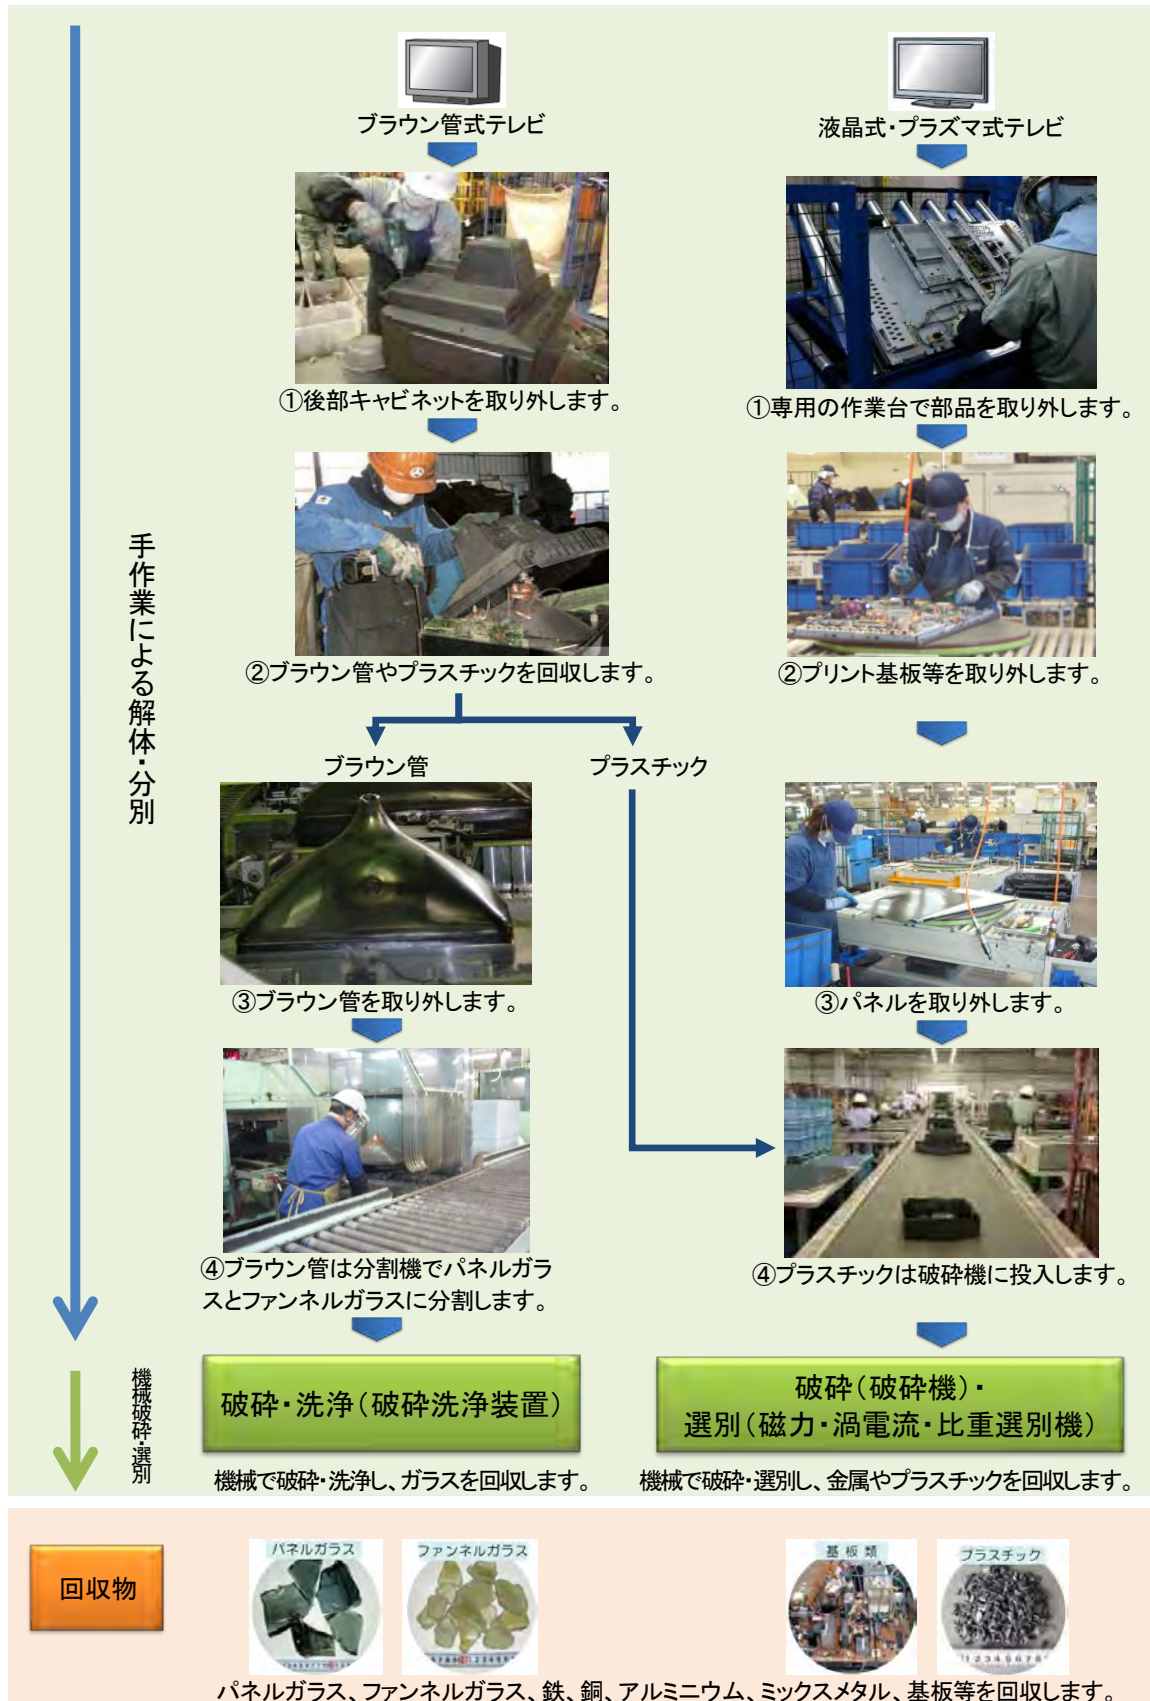 ブラウン管式テレビ
液晶式・プラズマ式テレビ
①後部キャビネットを取り外します。
①専用の作業台で部品を取り外します。
②ブラウン管やプラスチックを回収します。
②プリント基板等を取り外します。
手作業による解体・分別
ブラウン管
プラスチック
③ブラウン管を取り外します。
③パネルを取り外します。
④ブラウン管は分割機でパネルガラ
スとファンネルガラスに分割します。
④プラスチックは破砕機に投入します。
機械破砕・選別
破砕・洗浄（破砕洗浄装置）
破砕（破砕機）・
選別（磁力・渦電流・比重選別機）
機械で破砕・洗浄し、ガラスを回収します。
機械で破砕・選別し、金属やプラスチックを回収します。
回収物
パネルガラス
ファンネルガラス
基板類
プラスチック
パネルガラス、ファンネルガラス、鉄、銅、アルミニウム、ミックスメタル、基板等を回収します。